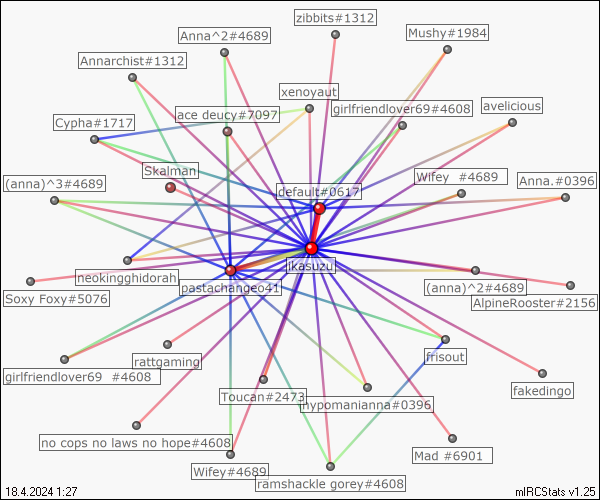 zibbits#1312
Anna^2#4689
Mushy#1984
Annarchist#1312
xenoyaut
girlfriendlover69#4608
avelicious
ace deucy#7097
Cypha#1717
Skalman
(anna)^3#4689
default#0617
Wifey_#4689
Anna.#0396
jkasuzu
neokingghidorah
pastachangeo41
(anna)^2#4689
Soxy Foxy#5076
AlpineRooster#2156
frisout
rattgaming
girlfriendlover69 #4608
fakedingo
Toucan#2473
hypomanianna#0396
no cops no laws no hope#4608
Mad #6901
Wifey#4689
ramshackle gorey#4608
18.4.2024 1:27
mIRCStats v1.25